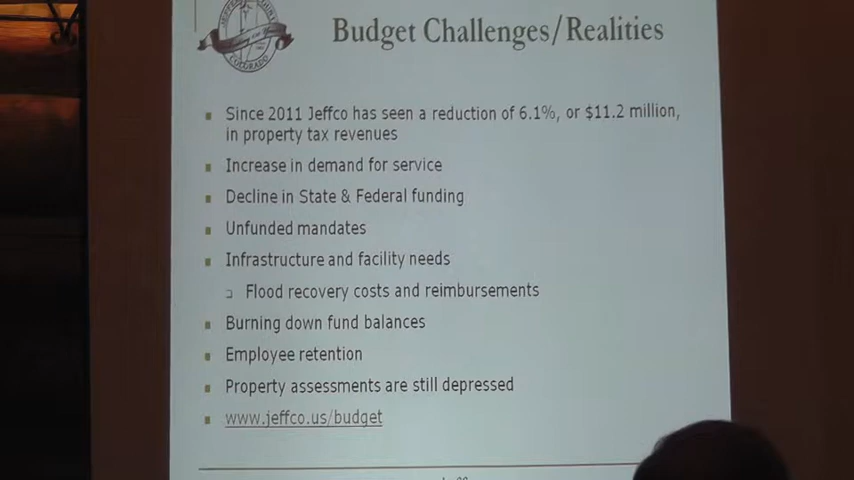 Budget Challenges/Realities
COLORADO
Since 2011 Jeffco has seen a reduction of 6.1%, or $11.2 million,
in property tax revenues
Increase in demand for service
Decline in State & Federal funding
Unfunded mandates
Infrastructure and facility needs
Flood recovery costs and reimbursements
Burning down fund balances
Employee retention
Property assessments are still depressed
www.jeffco.us/budget